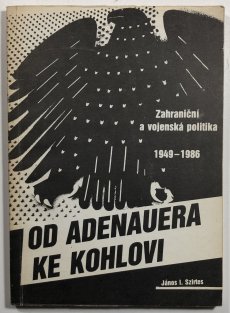 Zahraniční
a vojenská politika
1949–1986
OD ADENAUERA
KE KOHLOVI
János I. Szirtes